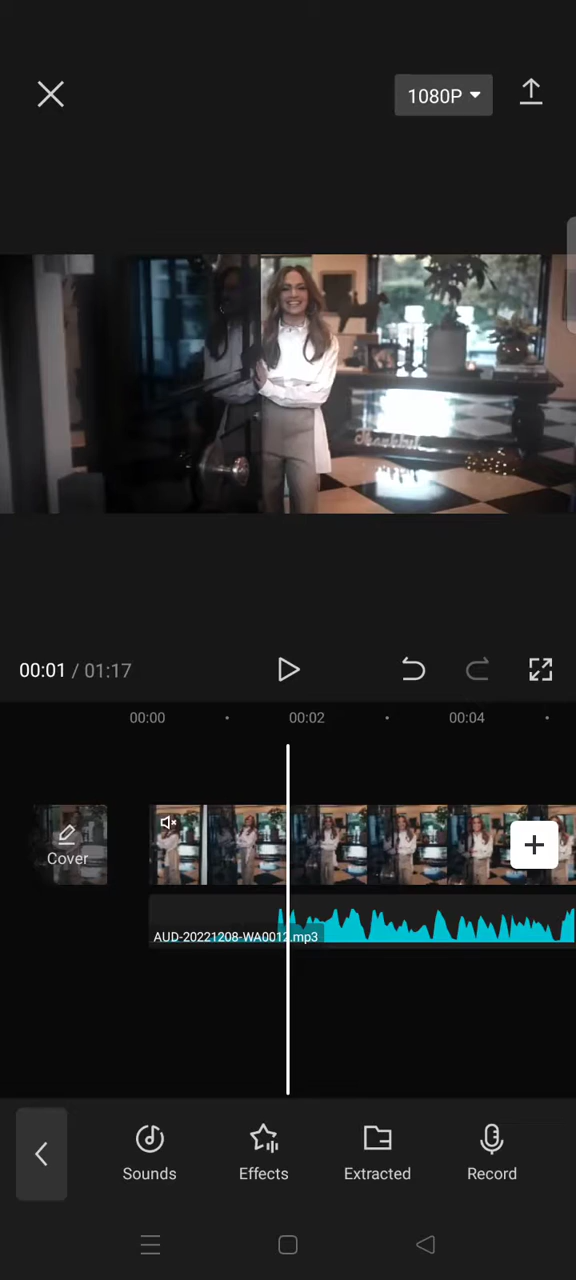 1080P
Thankful
00:01 / 01:17
00:00
00:02
00:04
Cover
AUD-20221208-WA0012.mp3
Sounds
Effects
Extracted
Record